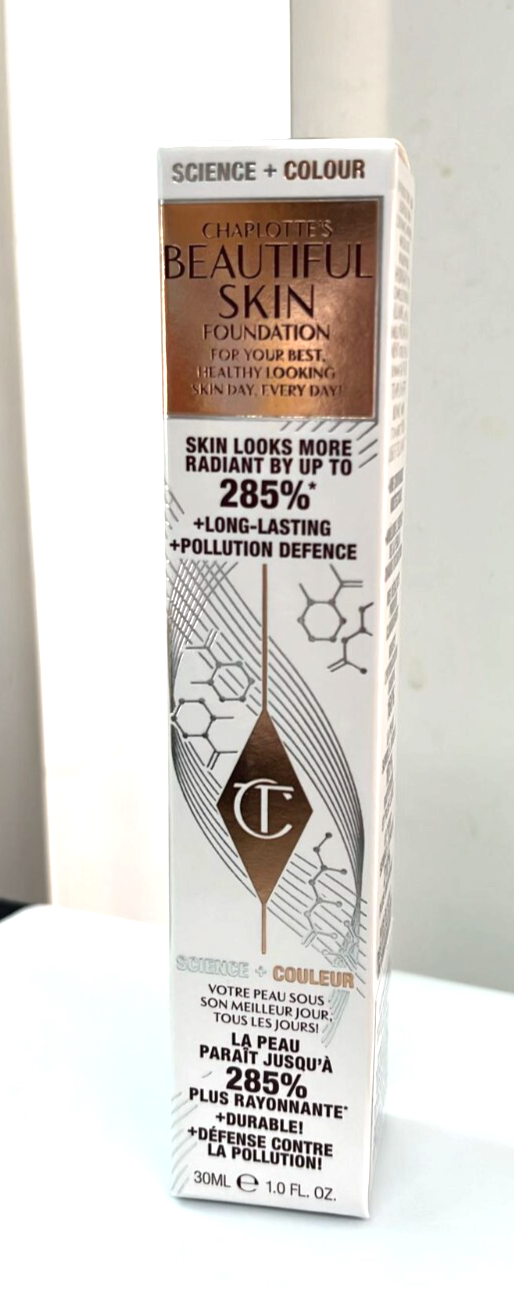 SCIENCE + COLOUR
CHARLOTTE'S
BEAUTIFUL
SKIN
FOUNDATION
FOR YOUR BEST,
HEALTHY LOOKING
SKIN DAY, EVERY DAY!
SKIN LOOKS MORE
RADIANT BY UP TO
285%*
+LONG-LASTING
+POLLUTION DEFENCE
CT
SCIENCE + COULEUR
VOTRE PEAU SOUS
SON MEILLEUR JOUR,
TOUS LES JOURS!
LA PEAU
PARAÎT JUSQU'À
285%
PLUS RAYONNANTE*
+DURABLE!
+DÉFENSE CONTRE
LA POLLUTION!
30ML e 1.0 FL. OZ.